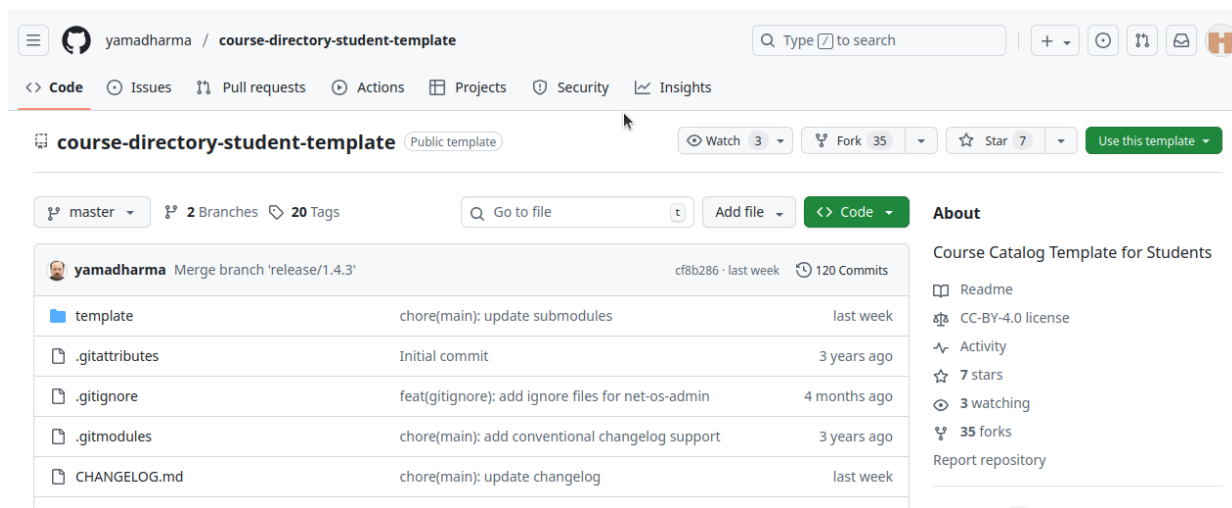 yamadharma / course-directory-student-template Type / to search
Code Issues Pull requests Actions Projects Security Insights
course-directory-student-template Public template Watch 3 Fork 35 Star 7 Use this template
master 2 Branches 20 Tags Go to file t Add file Code
About
yamadharma Merge branch 'release/1.4.3' cf8b286 · last week 120 Commits
template chore(main): update submodules last week
.gitattributes Initial commit 3 years ago
.gitignore feat(gitignore): add ignore files for net-os-admin 4 months ago
.gitmodules chore(main): add conventional changelog support 3 years ago
CHANGELOG.md chore(main): update changelog last week
Course Catalog Template for Students
Readme
CC-BY-4.0 license
Activity
7 stars
3 watching
35 forks
Report repository